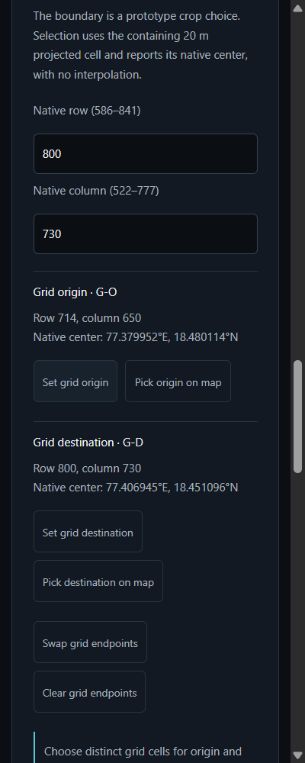 The boundary is a prototype crop choice.
Selection uses the containing 20 m
projected cell and reports its native center,
with no interpolation.
Native row (586–841)
800
Native column (522–777)
730
Grid origin · G-O
Row 714, column 650
Native center: 77.379952°E, 18.480114°N
Set grid origin
Pick origin on map
Grid destination · G-D
Row 800, column 730
Native center: 77.406945°E, 18.451096°N
Set grid destination
Pick destination on map
Swap grid endpoints
Clear grid endpoints
Choose distinct grid cells for origin and